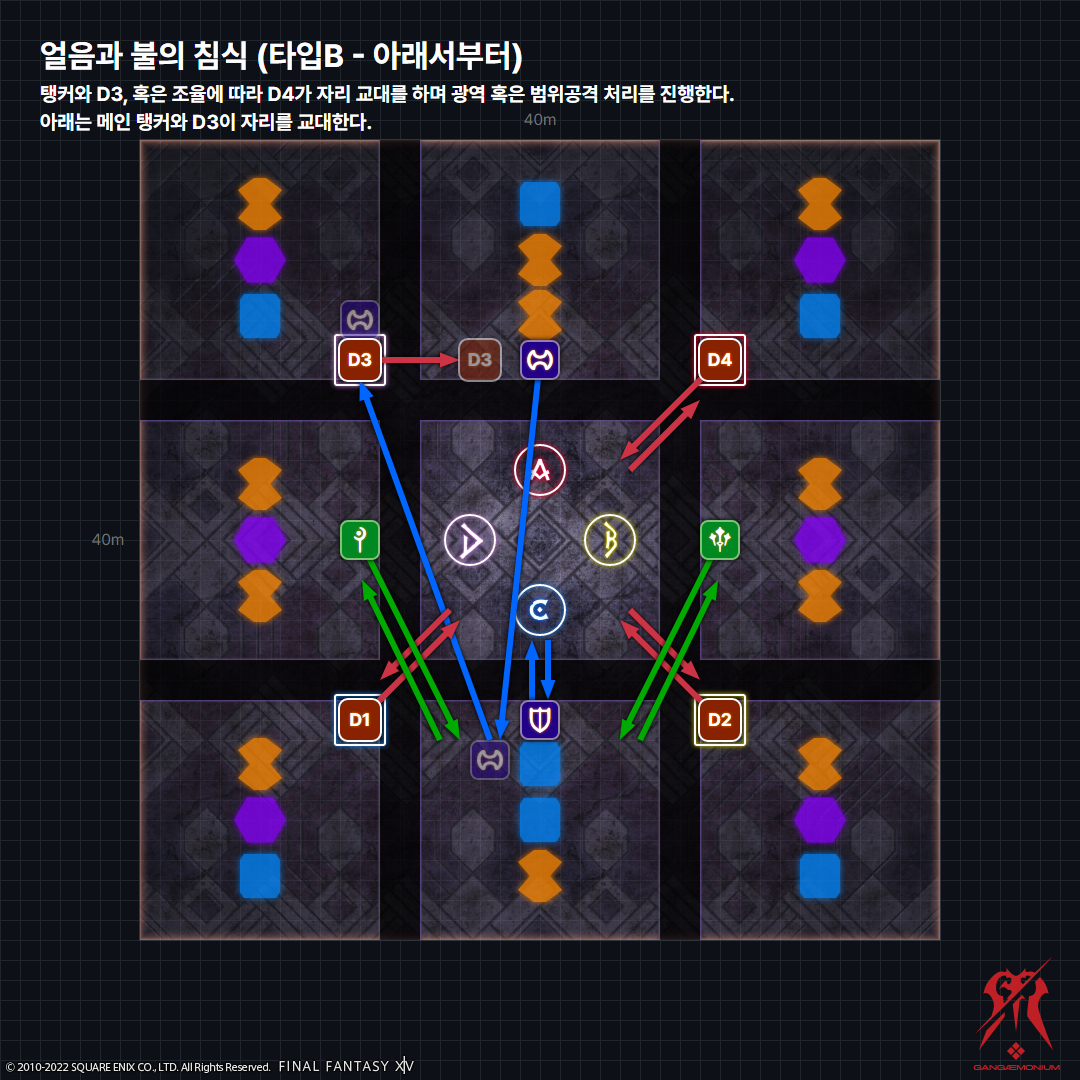 얼음과 불의 침식 (타입B - 아래서부터)
탱커와 D3, 혹은 조율에 따라 D4가 자리 교대를 하며 광역 혹은 범위공격 처리를 진행한다.
아래는 메인 탱커와 D3이 자리를 교대한다.
40m
D3
D3
D4
A
40m
D
B
C
D1
D2
GANGÆMONIUM
© 2010-2022 SQUARE ENIX CO., LTD. All Rights Reserved. FINAL FANTASY XIV